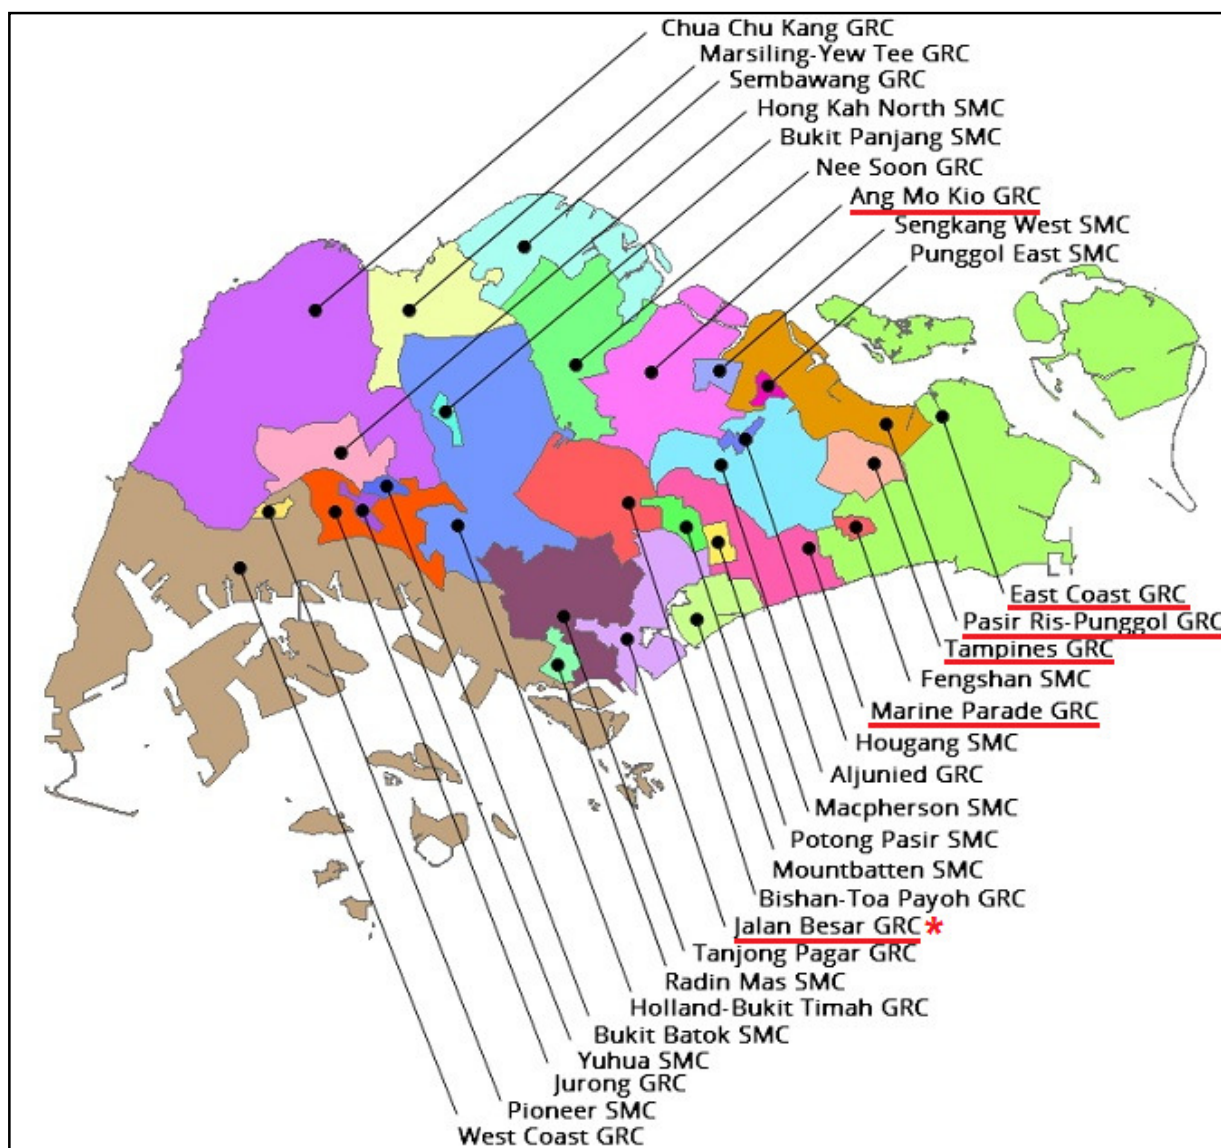 Chua Chu Kang GRC
Marsiling-Yew Tee GRC
Sembawang GRC
Hong Kah North SMC
Bukit Panjang SMC
Nee Soon GRC
Ang Mo Kio GRC
Sengkang West SMC
Punggol East SMC
East Coast GRC
Pasir Ris-Punggol GRC
Tampines GRC
Fengshan SMC
Marine Parade GRC
Hougang SMC
Aljunied GRC
Macpherson SMC
Potong Pasir SMC
Mountbatten SMC
Bishan-Toa Payoh GRC
Jalan Besar GRC *
Tanjong Pagar GRC
Radin Mas SMC
Holland-Bukit Timah GRC
Bukit Batok SMC
Yuhua SMC
Jurong GRC
Pioneer SMC
West Coast GRC